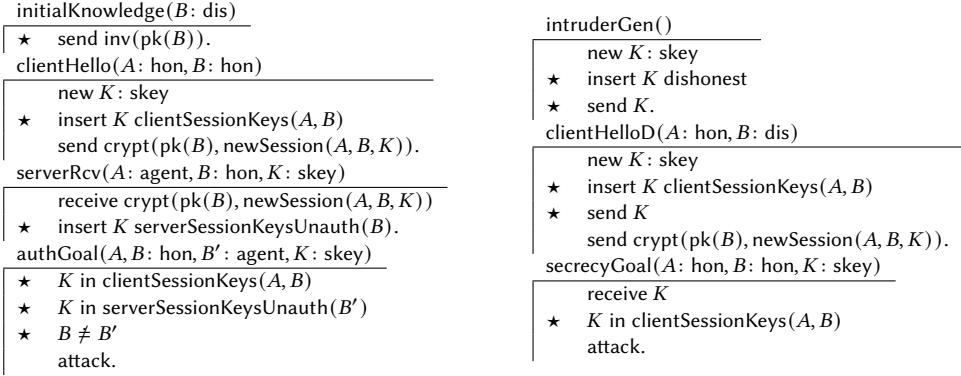 initialKnowledge(B: dis)
★ send inv(pk(B)).
clientHello(A: hon, B: hon)
new K: skey
★ insert K clientSessionKeys(A, B)
send crypt(pk(B), newSession(A, B, K)).
serverRcv(A: agent, B: hon, K: skey)
receive crypt(pk(B), newSession(A, B, K))
★ insert K serverSessionKeysUnauth(B).
authGoal(A, B: hon, B′: agent, K: skey)
★ K in clientSessionKeys(A, B)
★ K in serverSessionKeysUnauth(B′)
★ B ≠ B′
attack.
intruderGen()
new K: skey
★ insert K dishonest
★ send K.
clientHelloD(A: hon, B: dis)
new K: skey
★ insert K clientSessionKeys(A, B)
★ send K
send crypt(pk(B), newSession(A, B, K)).
secrecyGoal(A: hon, B: hon, K: skey)
receive K
★ K in clientSessionKeys(A, B)
attack.